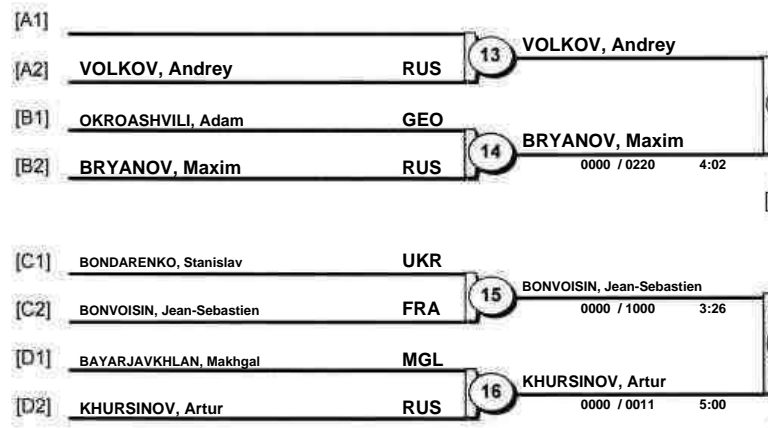 [A1]
13 VOLKOV, Andrey
[A2] VOLKOV, Andrey RUS
[B1] OKROASHVILI, Adam GEO
14 BRYANOV, Maxim
[B2] BRYANOV, Maxim RUS 0000 / 0220 4:02
[C1] BONDARENKO, Stanislav UKR
15 BONVOISIN, Jean-Sebastien
[C2] BONVOISIN, Jean-Sebastien FRA 0000 / 1000 3:26
[D1] BAYARJAVKHLAN, Makhgal MGL
16 KHURSINOV, Artur
[D2] KHURSINOV, Artur RUS 0000 / 0011 5:00